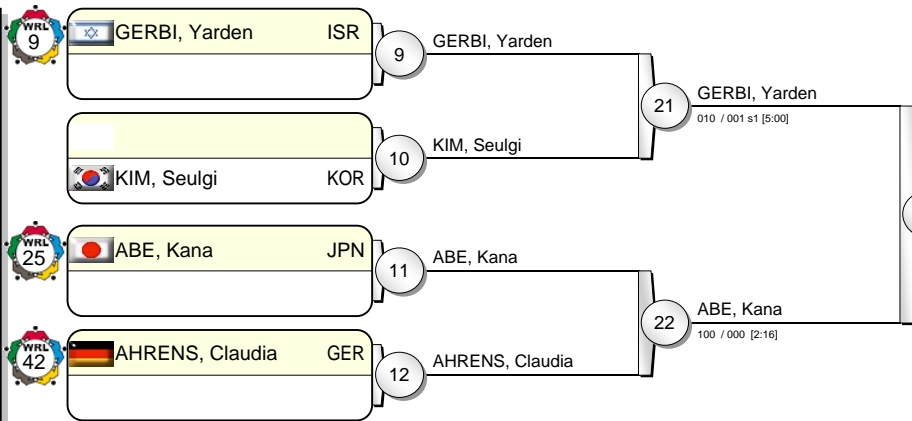 WRL
9
GERBI, Yarden ISR
9
GERBI, Yarden
21
GERBI, Yarden
010 / 001 s1 [5:00]
10
KIM, Seulgi
KIM, Seulgi KOR
WRL
25
ABE, Kana JPN
11
ABE, Kana
22
ABE, Kana
100 / 000 [2:16]
WRL
42
AHRENS, Claudia GER
12
AHRENS, Claudia